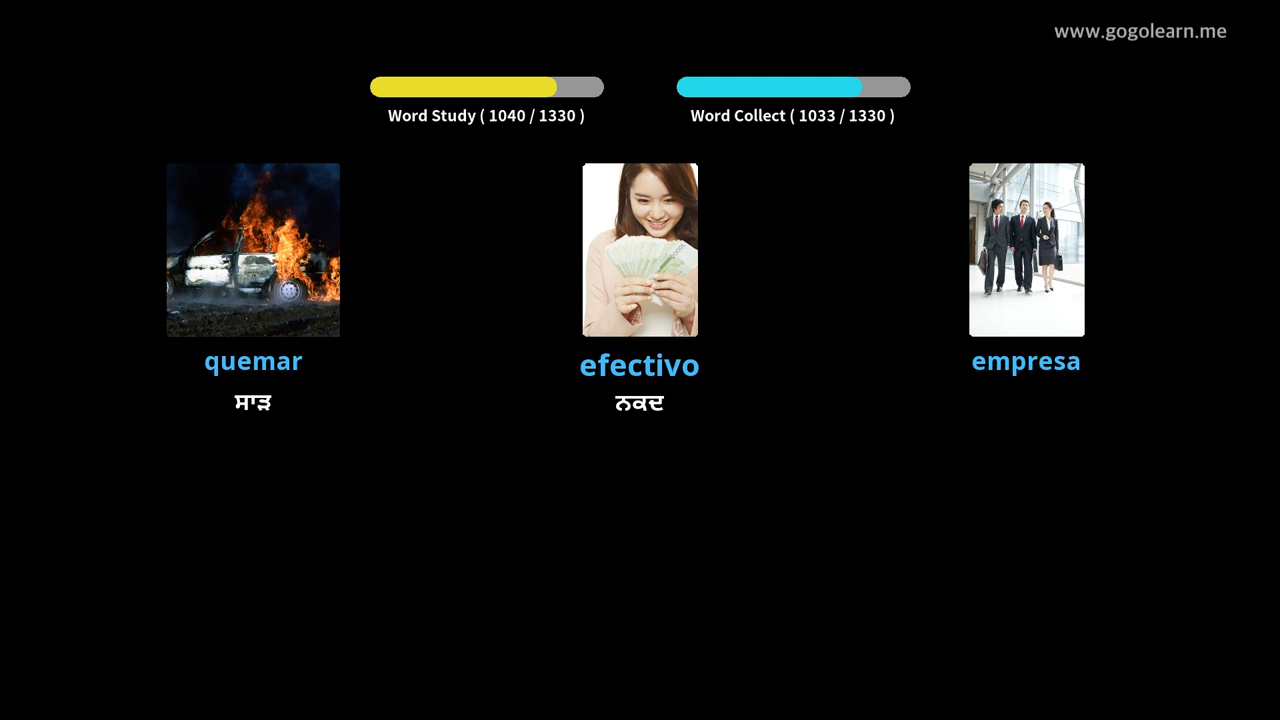 www.gogolearn.me
Word Study ( 1040 / 1330 )
Word Collect ( 1033 / 1330 )
quemar
efectivo
empresa
ਸਾੜ
ਨਕਦ